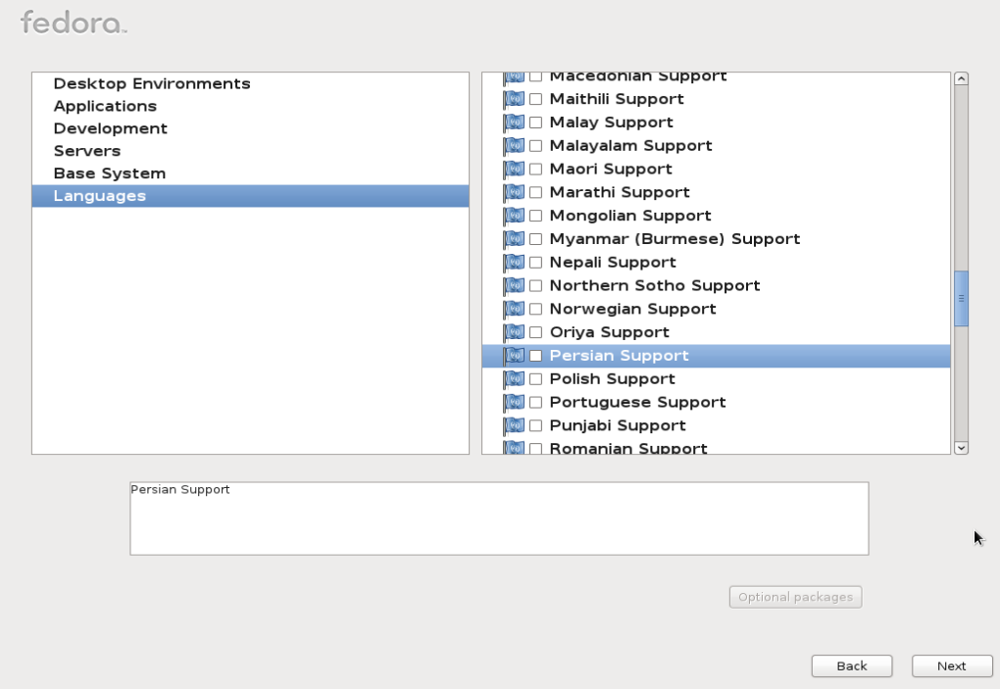 fedora
Desktop Environments
Applications
Development
Servers
Base System
Languages
Macedonian Support
Maithili Support
Malay Support
Malayalam Support
Maori Support
Marathi Support
Mongolian Support
Myanmar (Burmese) Support
Nepali Support
Northern Sotho Support
Norwegian Support
Oriya Support
Persian Support
Polish Support
Portuguese Support
Punjabi Support
Romanian Support
Persian Support
Optional packages
Back
Next